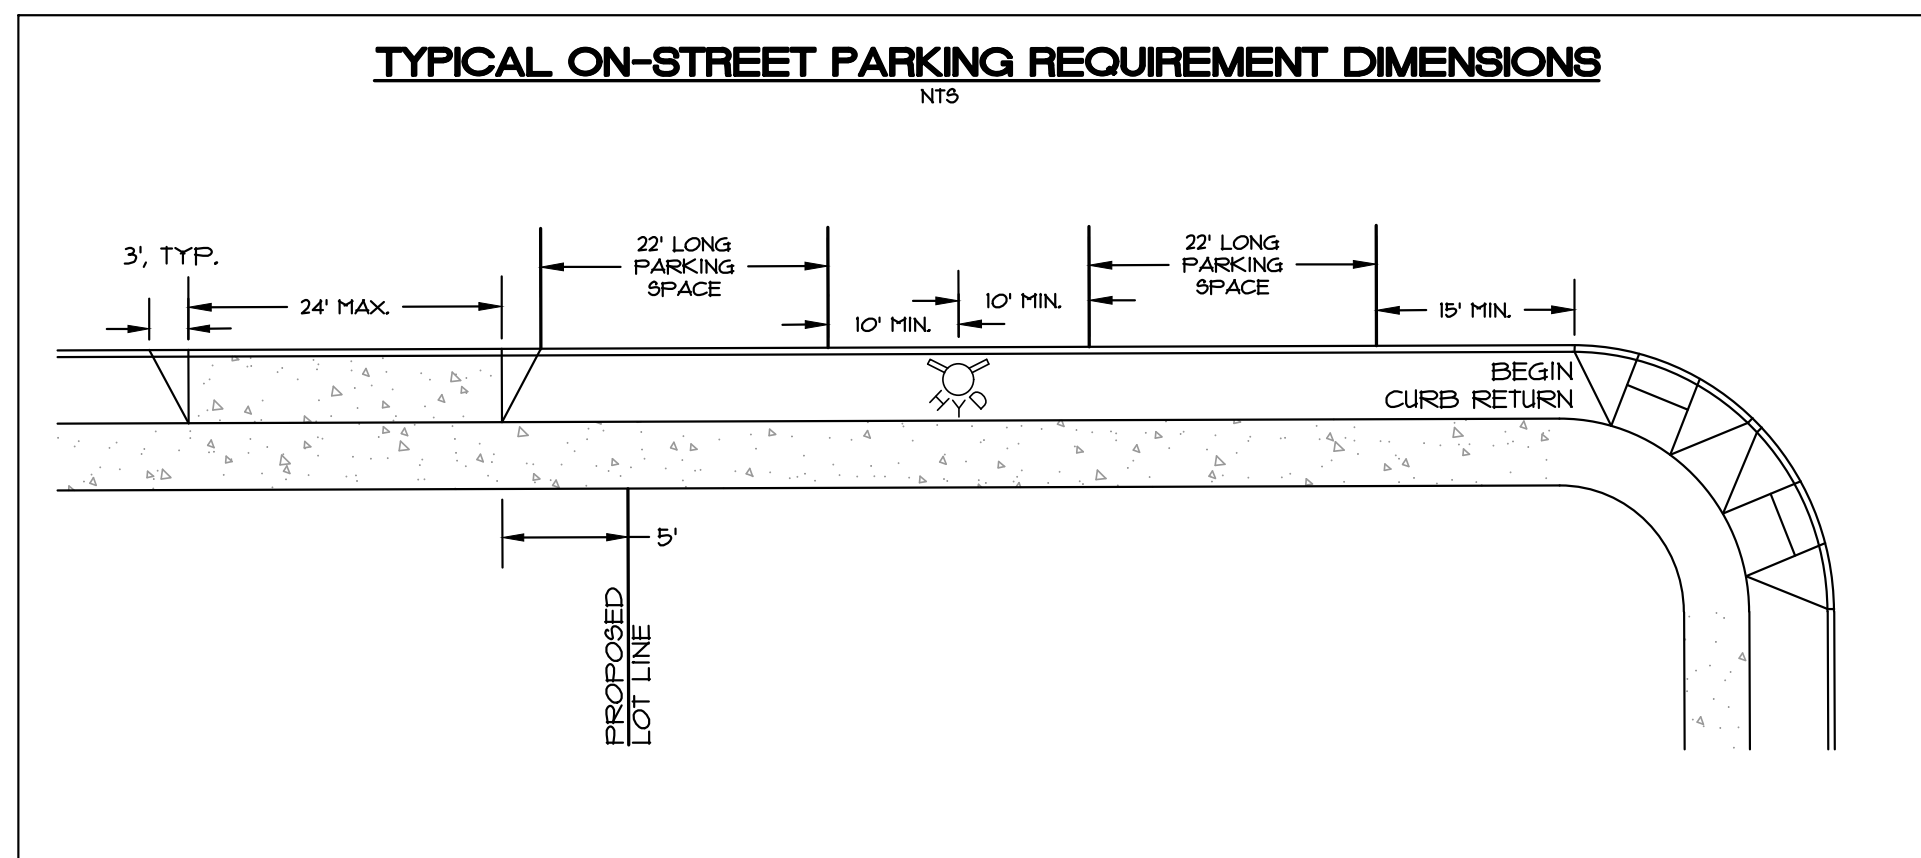 TYPICAL ON-STREET PARKING REQUIREMENT DIMENSIONS
NTS
3', TYP.
24' MAX.
22' LONG
PARKING
SPACE
10' MIN.
10' MIN.
22' LONG
PARKING
SPACE
15' MIN.
HYD
BEGIN
CURB RETURN
5'
PROPOSED
LOT LINE